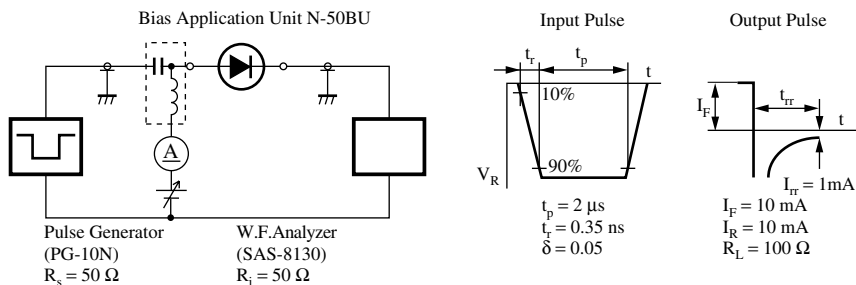 Bias Application Unit N-50BU
A
Pulse Generator
(PG-10N)
R_s = 50 Ω
W.F.Analyzer
(SAS-8130)
R_i = 50 Ω
Input Pulse
t_r
t_p
t
10%
90%
V_R
t_p = 2 μs
t_r = 0.35 ns
δ = 0.05
Output Pulse
I_F
t_rr
t
I_rr = 1mA
I_F = 10 mA
I_R = 10 mA
R_L = 100 Ω